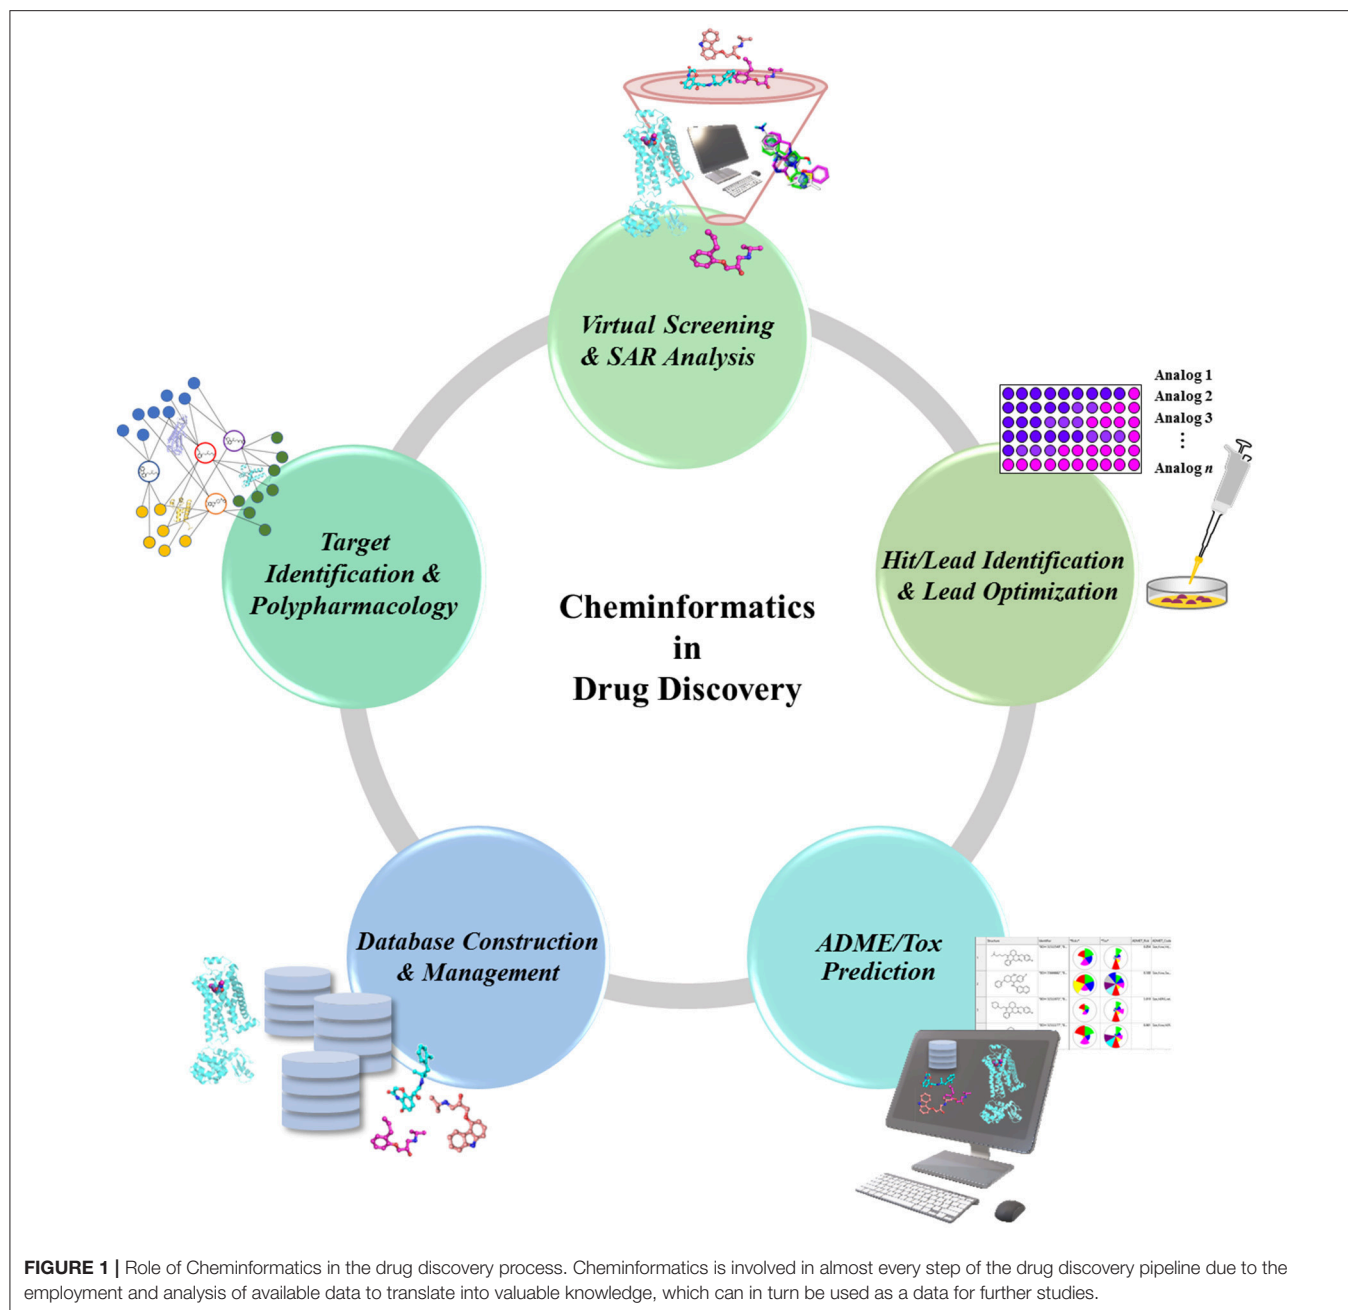 Virtual Screening
& SAR Analysis
Analog 1
Analog 2
Analog 3
⋮
Analog n
Target
Identification &
Polypharmacology
Hit/Lead Identification
& Lead Optimization
Cheminformatics
in
Drug Discovery
Database Construction
& Management
ADME/Tox
Prediction
Structure
FIGURE 1 | Role of Cheminformatics in the drug discovery process. Cheminformatics is involved in almost every step of the drug discovery pipeline due to the
employment and analysis of available data to translate into valuable knowledge, which can in turn be used as a data for further studies.